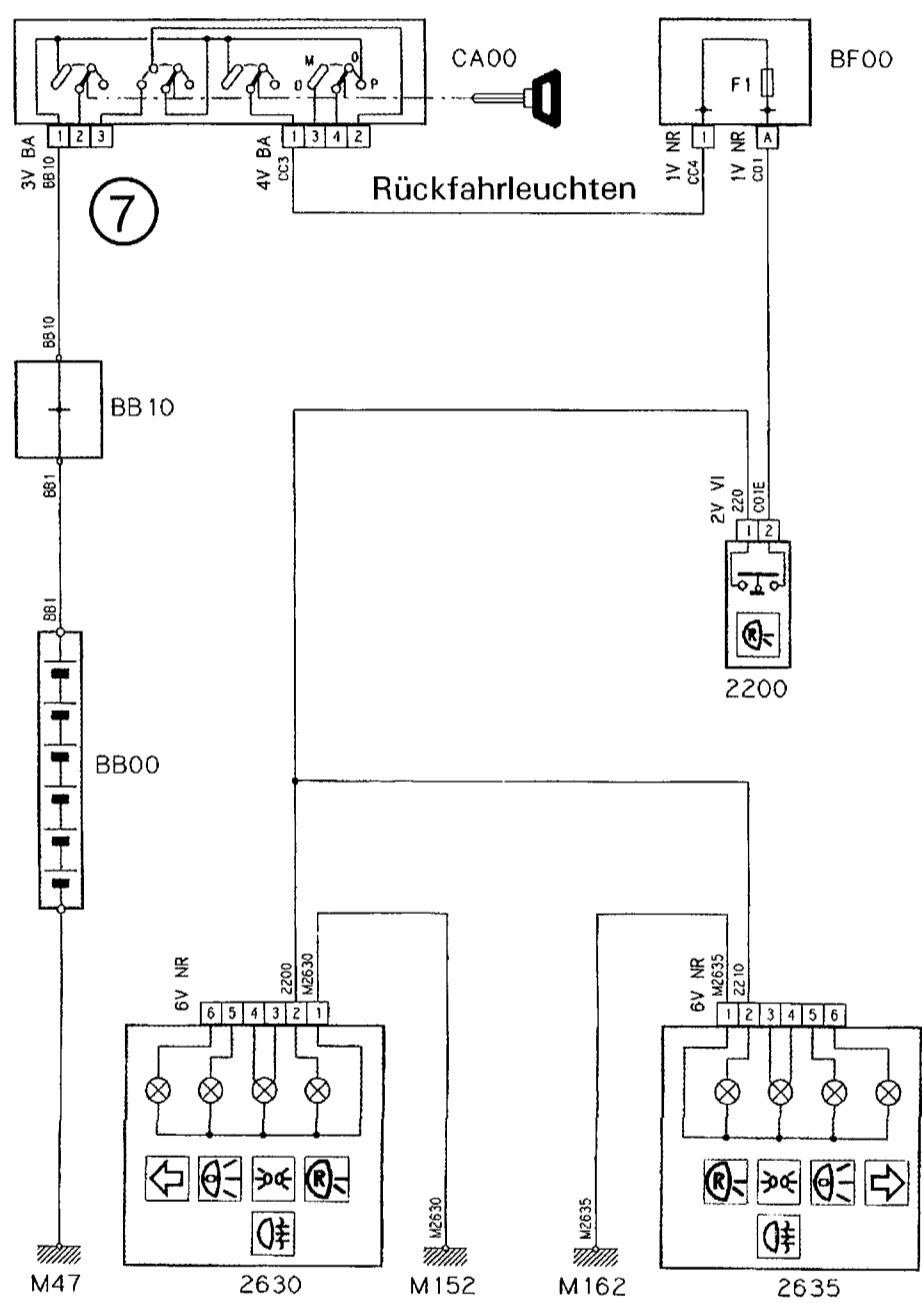 CA00
BF00
M
O
D
P
F1
1 2 3
1 3 4 2
1
A
3V BA
BB10
4V BA
CC3
1V NR
CC4
1V NR
C01
Rückfahrleuchten
7
BB10
BB10
BB1
2V VI
220
C01E
1 2
R
2200
BB1
BB00
6V NR
2200
M2630
6 5 4 3 2 1
6V NR
M2635
2210
1 2 3 4 5 6
R
R
M2630
M2635
M47
2630
M152
M162
2635